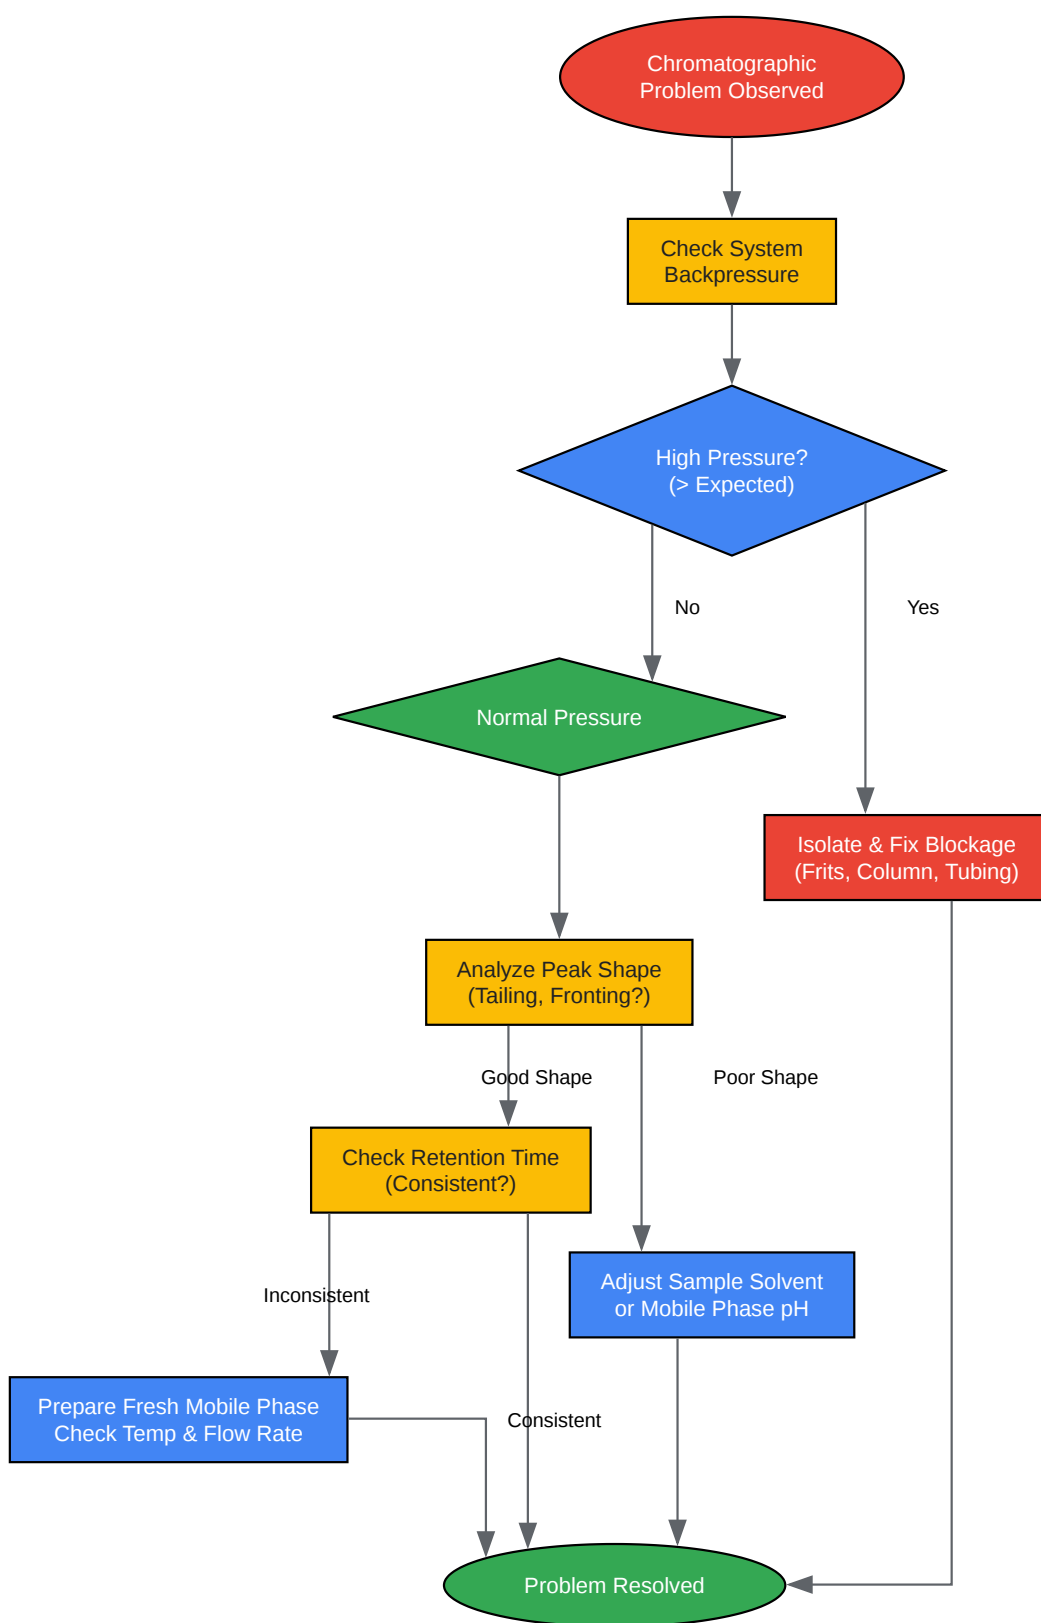 Chromatographic
Problem Observed
Check System
Backpressure
High Pressure?
(> Expected)
No
Yes
Normal Pressure
Isolate & Fix Blockage
(Frits, Column, Tubing)
Analyze Peak Shape
(Tailing, Fronting?)
Good Shape
Poor Shape
Check Retention Time
(Consistent?)
Adjust Sample Solvent
or Mobile Phase pH
Inconsistent
Prepare Fresh Mobile Phase
Check Temp & Flow Rate
Consistent
Problem Resolved